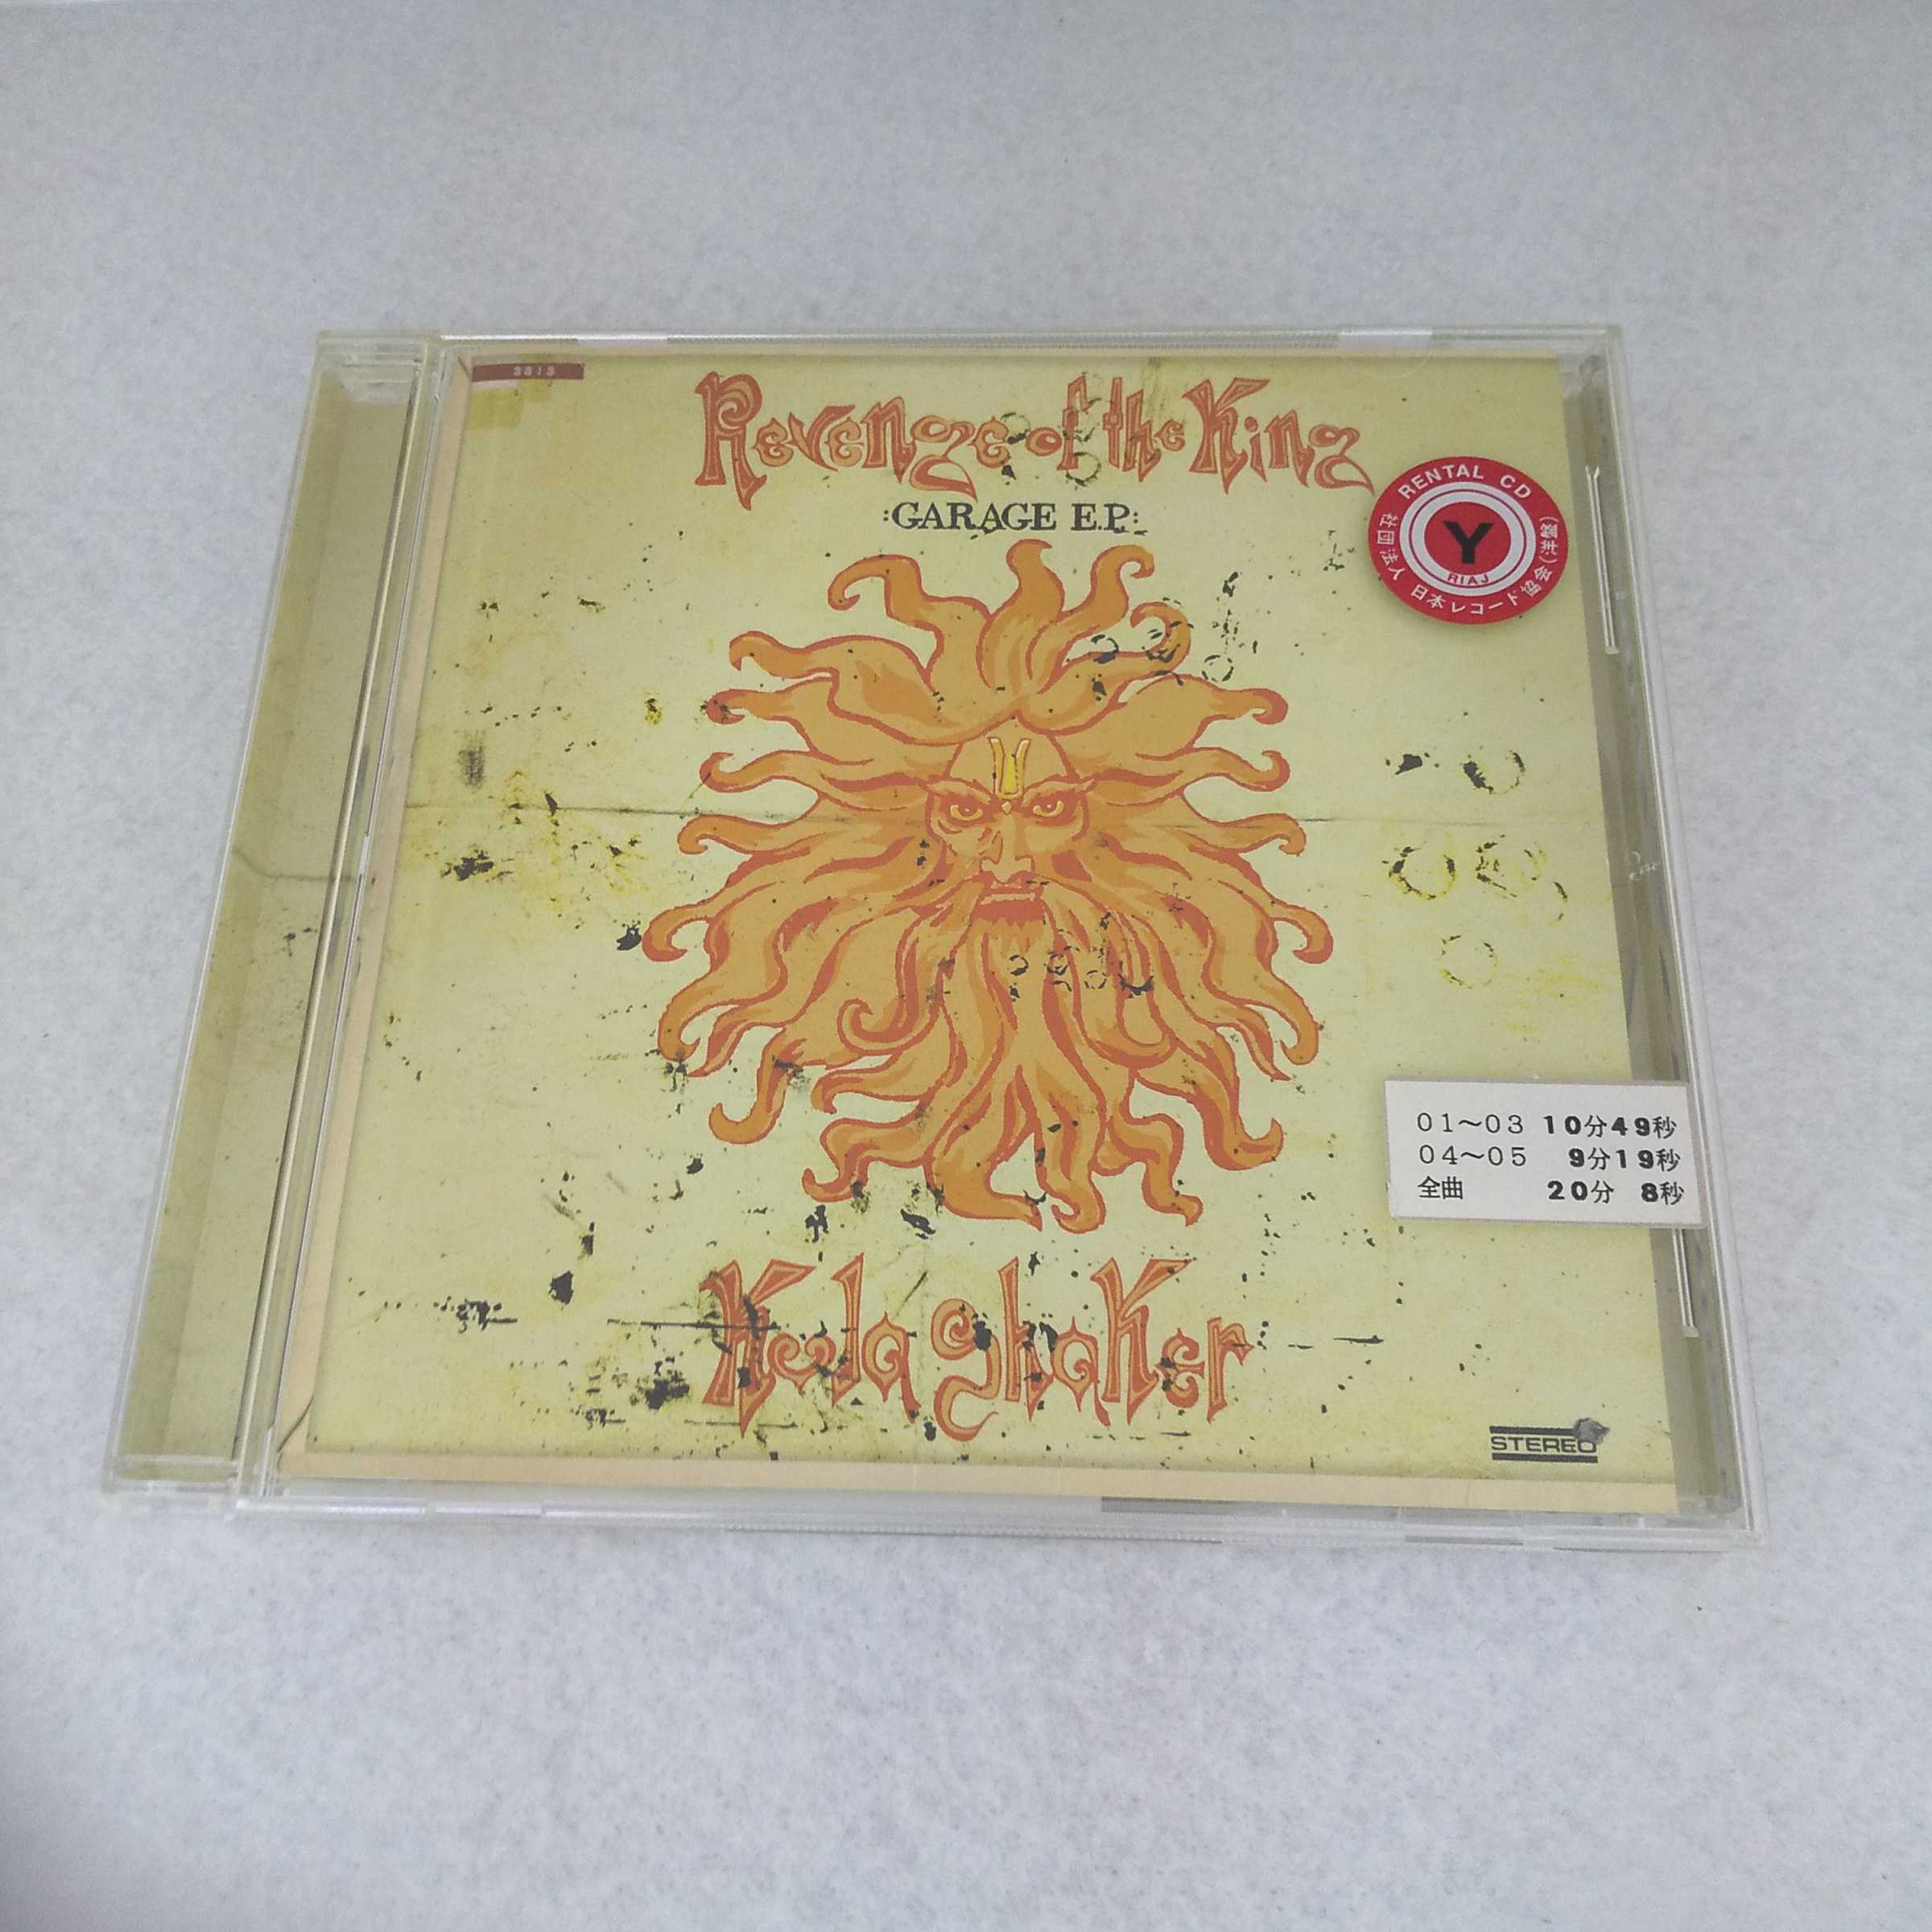 3813
Revenge of the King
:GARAGE E.P.:
RENTAL CD
Y
RIAJ
社団法人 日本レコード協会(洋盤)
01～03 10分49秒
04～05 9分19秒
全曲 20分 8秒
Kula Shaker
STEREO